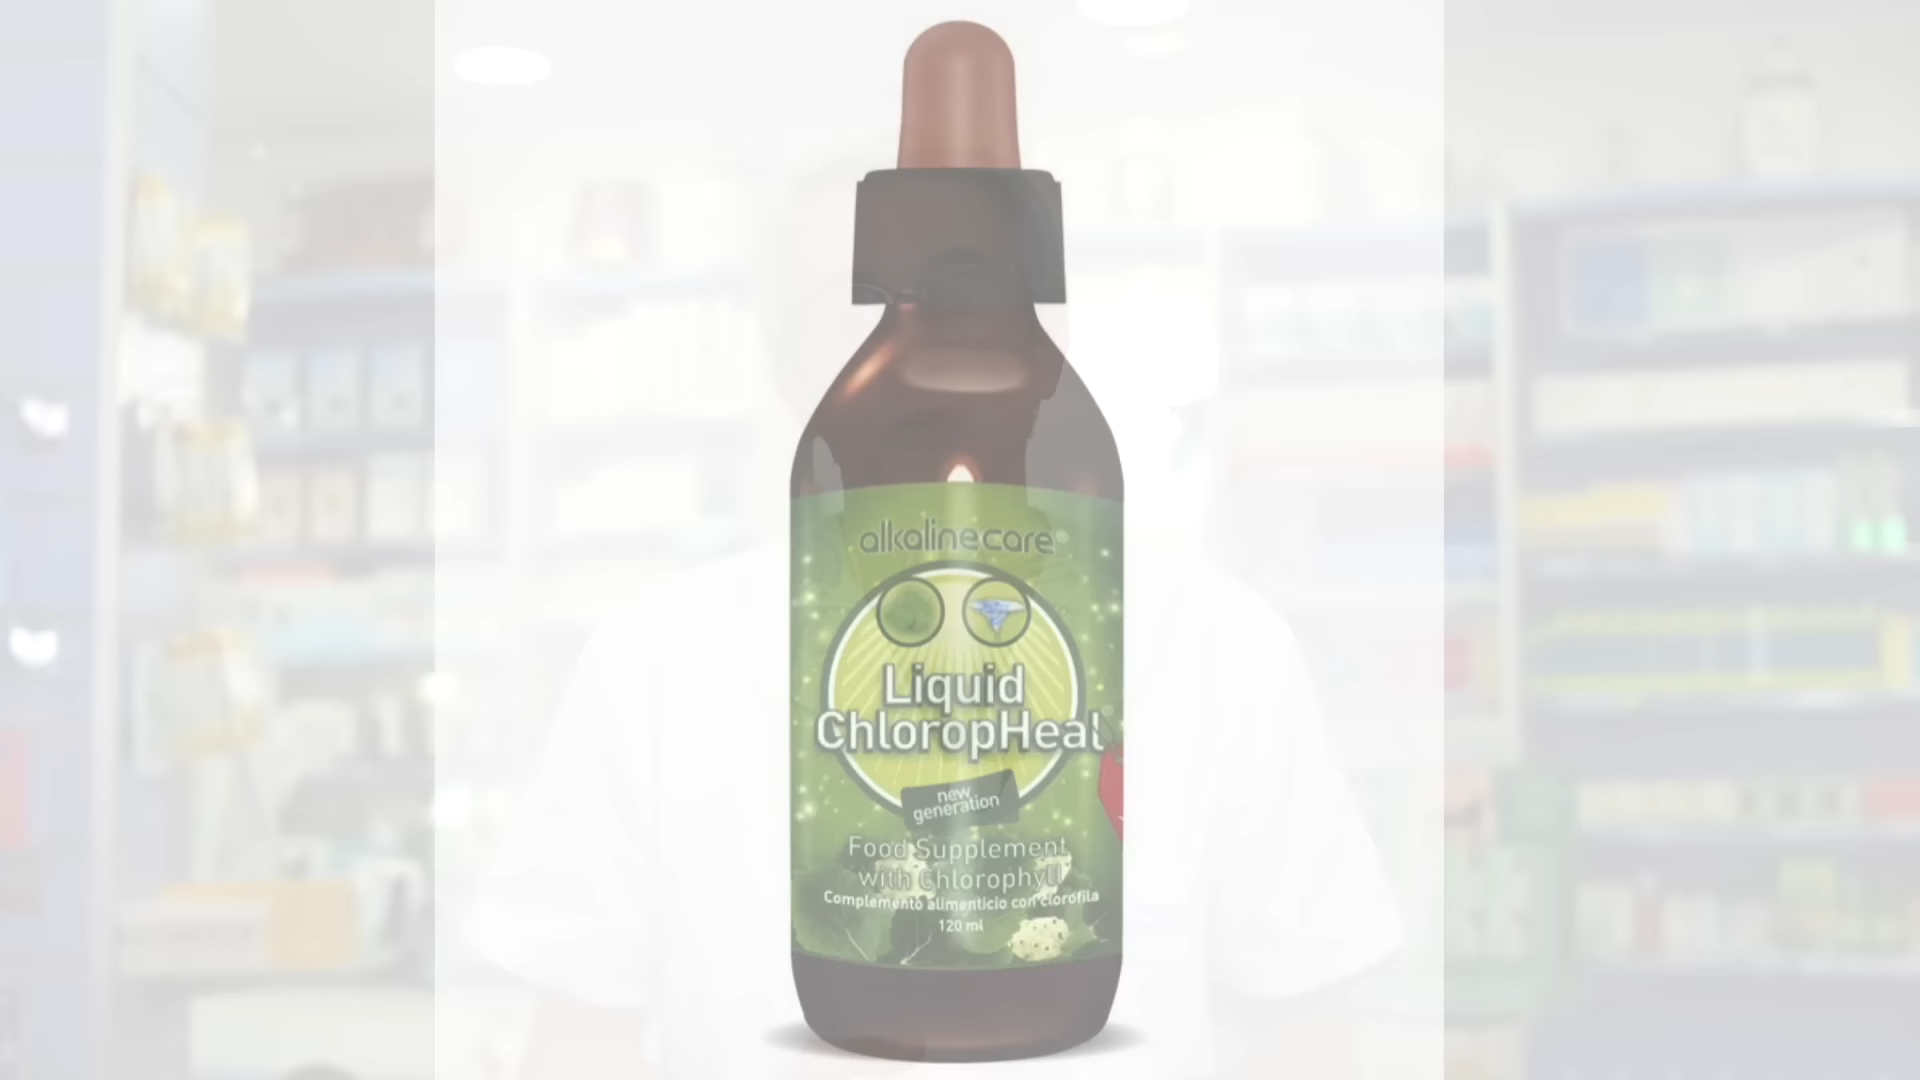 alkalinecare®
Liquid
ChloropHeal
new
generation
Food Supplement
with Chlorophyll
Complemento alimenticio con clorofila
120 ml